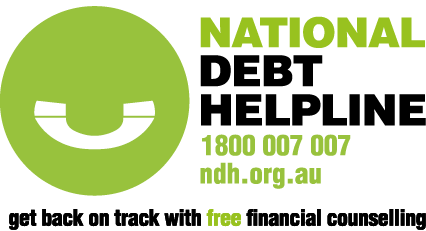 NATIONAL
DEBT
HELPLINE
1800 007 007
ndh.org.au
get back on track with free financial counselling